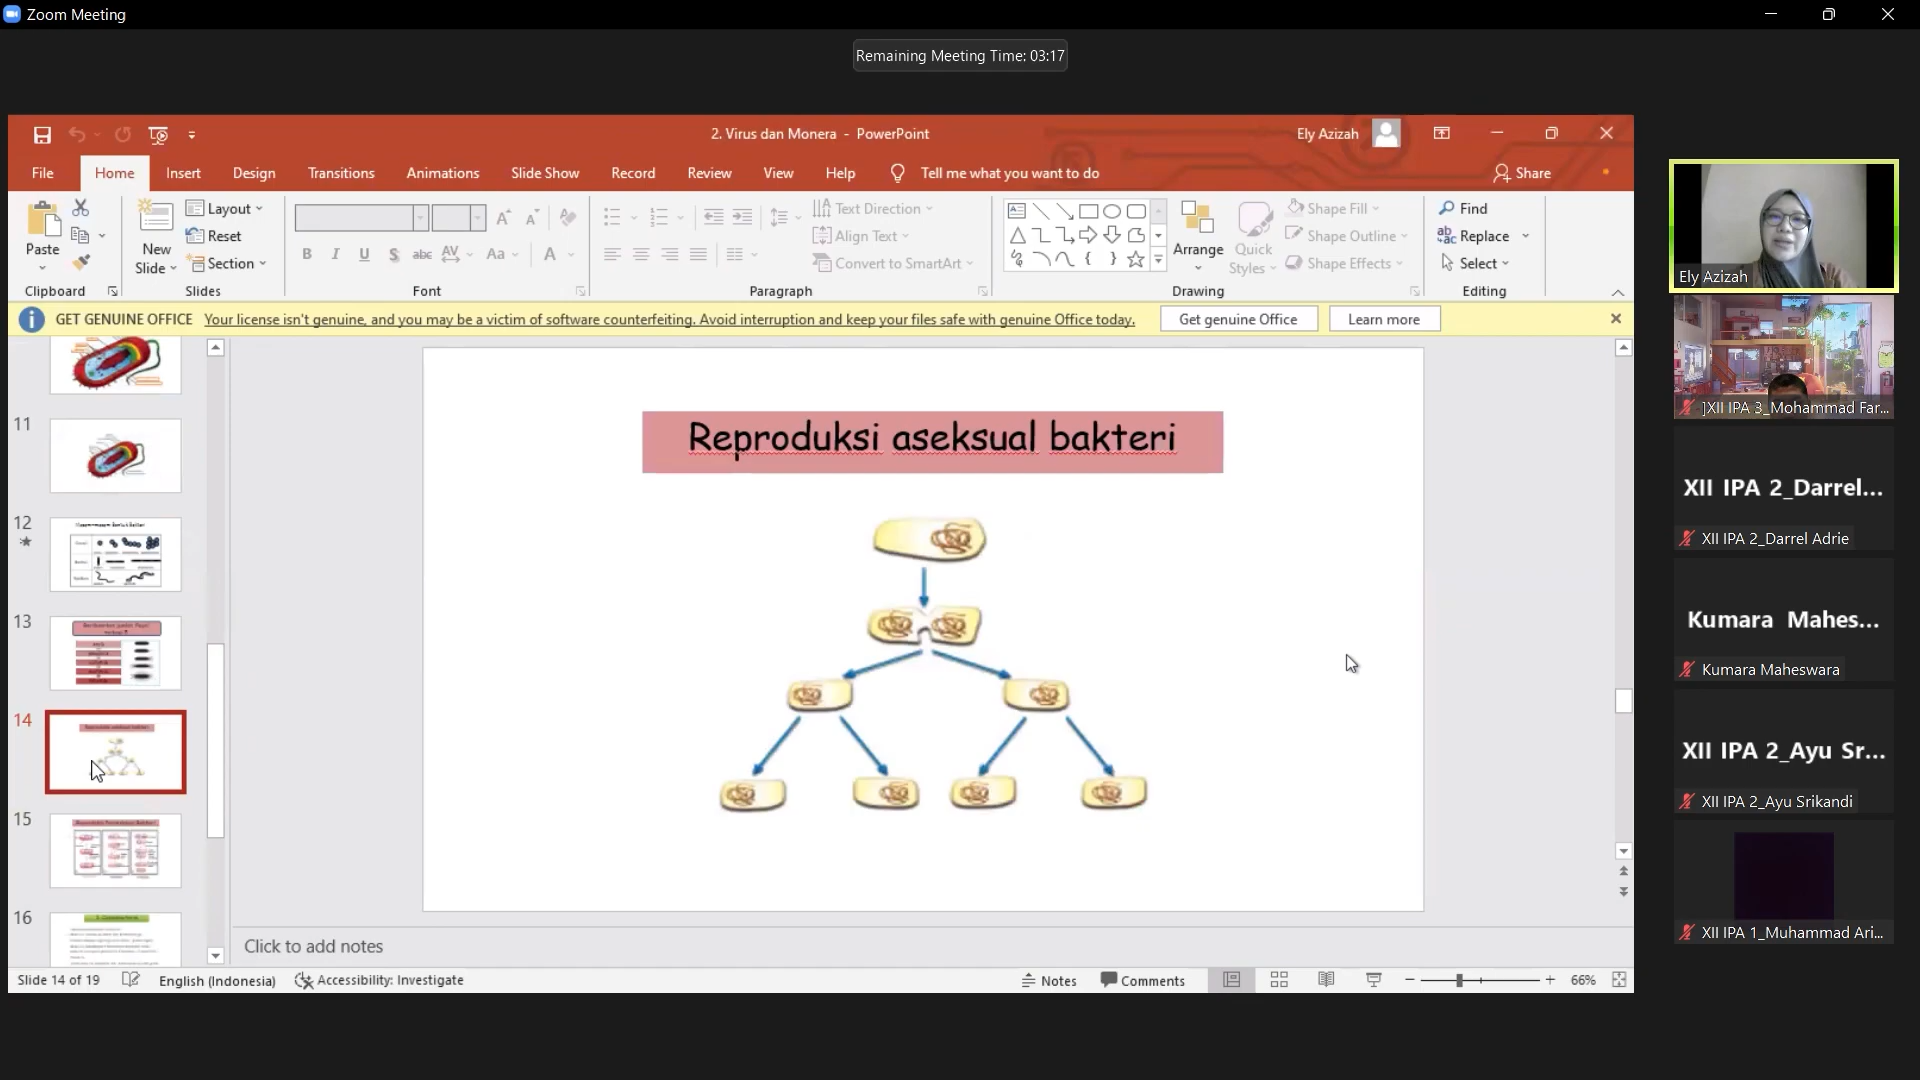 Zoom Meeting
Remaining Meeting Time: 03:17
2. Virus dan Monera - PowerPoint
Ely Azizah
File Home Insert Design Transitions Animations Slide Show Record Review View Help Tell me what you want to do Share
Paste
Clipboard
New Slide
Layout
Reset
Section
Slides
B I U S abc AV Aa A
Font
Text Direction
Align Text
Convert to SmartArt
Paragraph
Arrange
Quick Styles
Shape Fill
Shape Outline
Shape Effects
Drawing
Find
Replace
Select
Editing
GET GENUINE OFFICE Your license isn't genuine, and you may be a victim of software counterfeiting. Avoid interruption and keep your files safe with genuine Office today. Get genuine Office Learn more
11
12
13
14
15
16
Reproduksi aseksual bakteri
Click to add notes
Slide 14 of 19 English (Indonesia) Accessibility: Investigate Notes Comments 66%
Ely Azizah
]XII IPA 3_Mohammad Far...
XII IPA 2_Darrel...
XII IPA 2_Darrel Adrie
Kumara Mahes...
Kumara Maheswara
XII IPA 2_Ayu Sr...
XII IPA 2_Ayu Srikandi
XII IPA 1_Muhammad Ari...